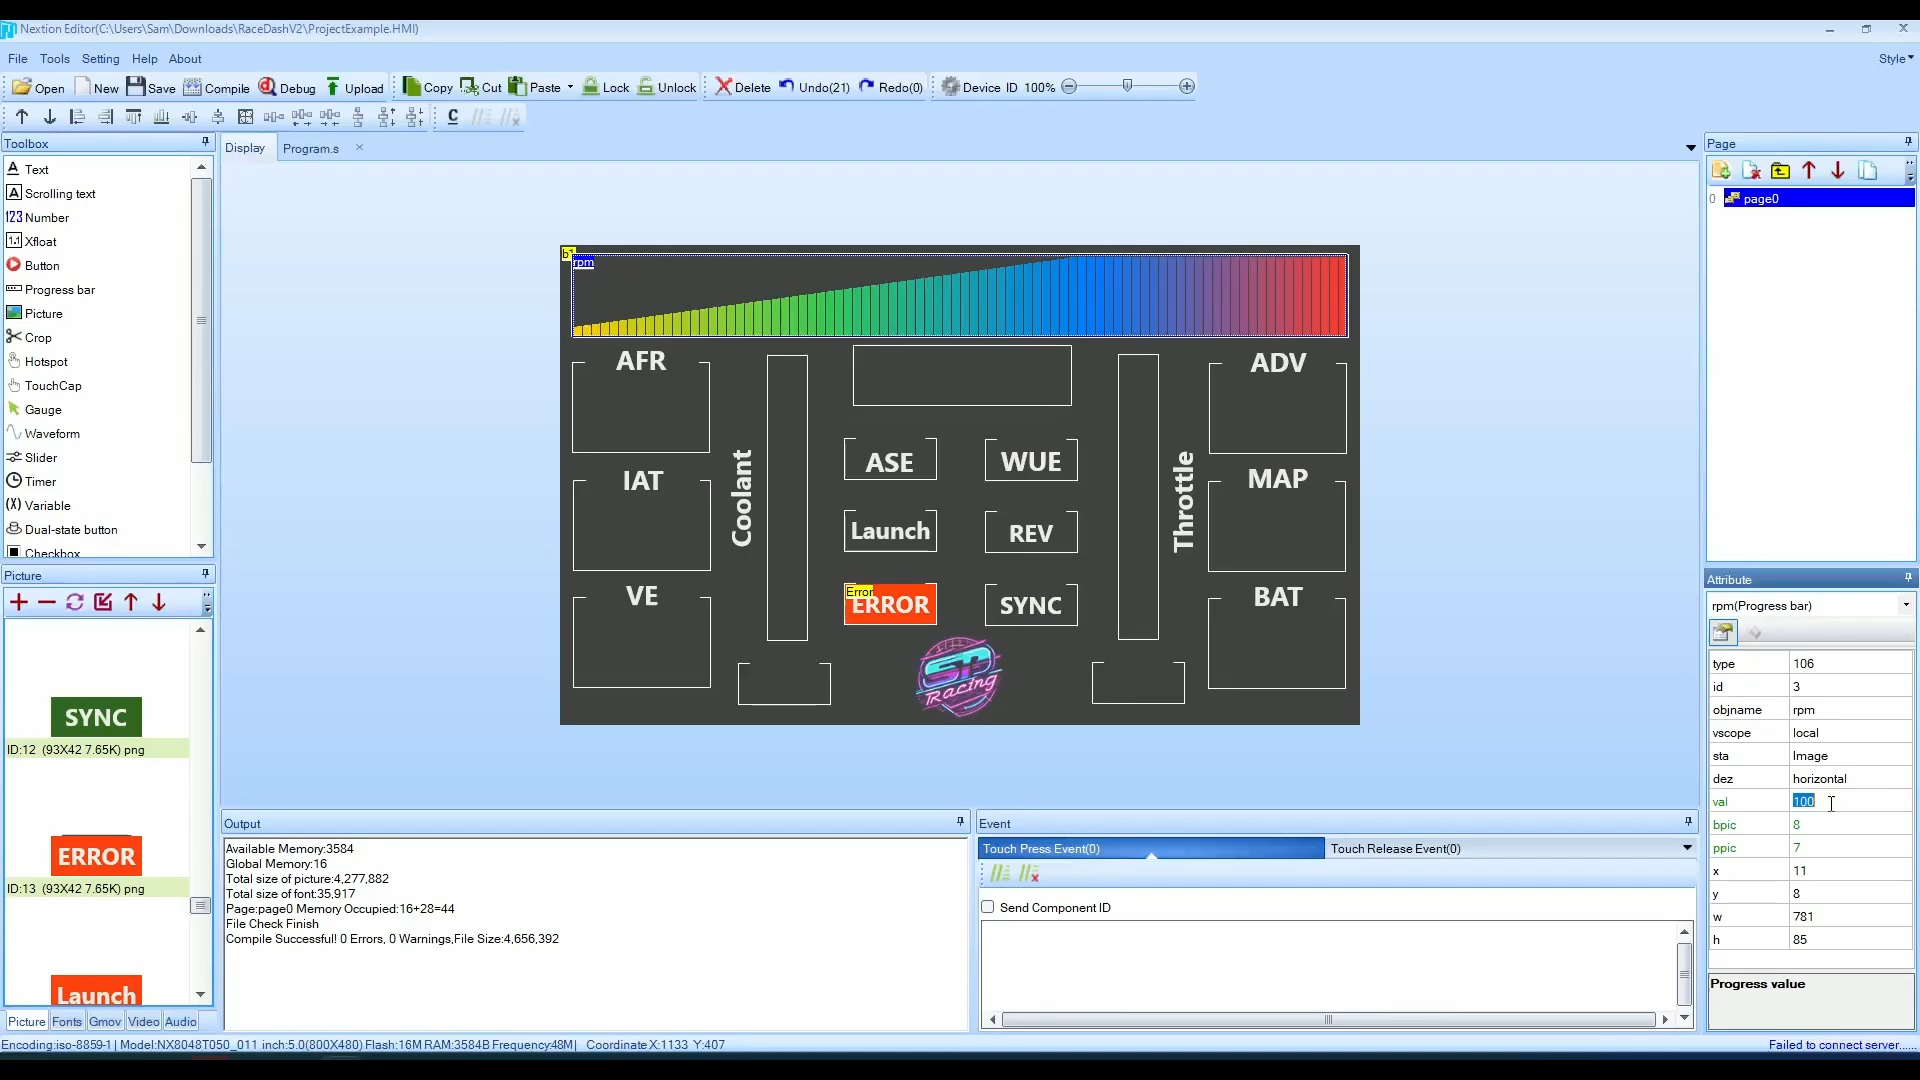 Nextion Editor(C:\Users\Sam\Downloads\RaceDashV2\ProjectExample.HMI)
File Tools Setting Help About Style
Open New Save Compile Debug Upload Copy Cut Paste Lock Unlock Delete Undo(21) Redo(0) Device ID 100%
C
Toolbox
A Text
A Scrolling text
123 Number
1.1 Xfloat
Button
Progress bar
Picture
Crop
Hotspot
TouchCap
Gauge
Waveform
Slider
Timer
(X) Variable
Dual-state button
Checkbox
Picture
SYNC
ID:12 (93X42 7.65K) png
ERROR
ID:13 (93X42 7.65K) png
Launch
Picture Fonts Gmov Video Audio
Display Program.s
rpm
AFR
IAT
VE
Coolant
ASE WUE
Launch REV
Error
ERROR SYNC
SP
Racing
Throttle
ADV
MAP
BAT
Output
Available Memory:3584
Global Memory:16
Total size of picture:4,277,882
Total size of font:35,917
Page:page0 Memory Occupied:16+28=44
File Check Finish
Compile Successful! 0 Errors, 0 Warnings,File Size:4,656,392
Event
Touch Press Event(0) Touch Release Event(0)
Send Component ID
Page
0 page0
Attribute
rpm(Progress bar)
type 106
id 3
objname rpm
vscope local
sta Image
dez horizontal
val 100
bpic 8
ppic 7
x 11
y 8
w 781
h 85
Progress value
Encoding:iso-8859-1| Model:NX8048T050_011 inch:5.0(800X480) Flash:16M RAM:3584B Frequency:48M| Coordinate X:1133 Y:407
Failed to connect server......